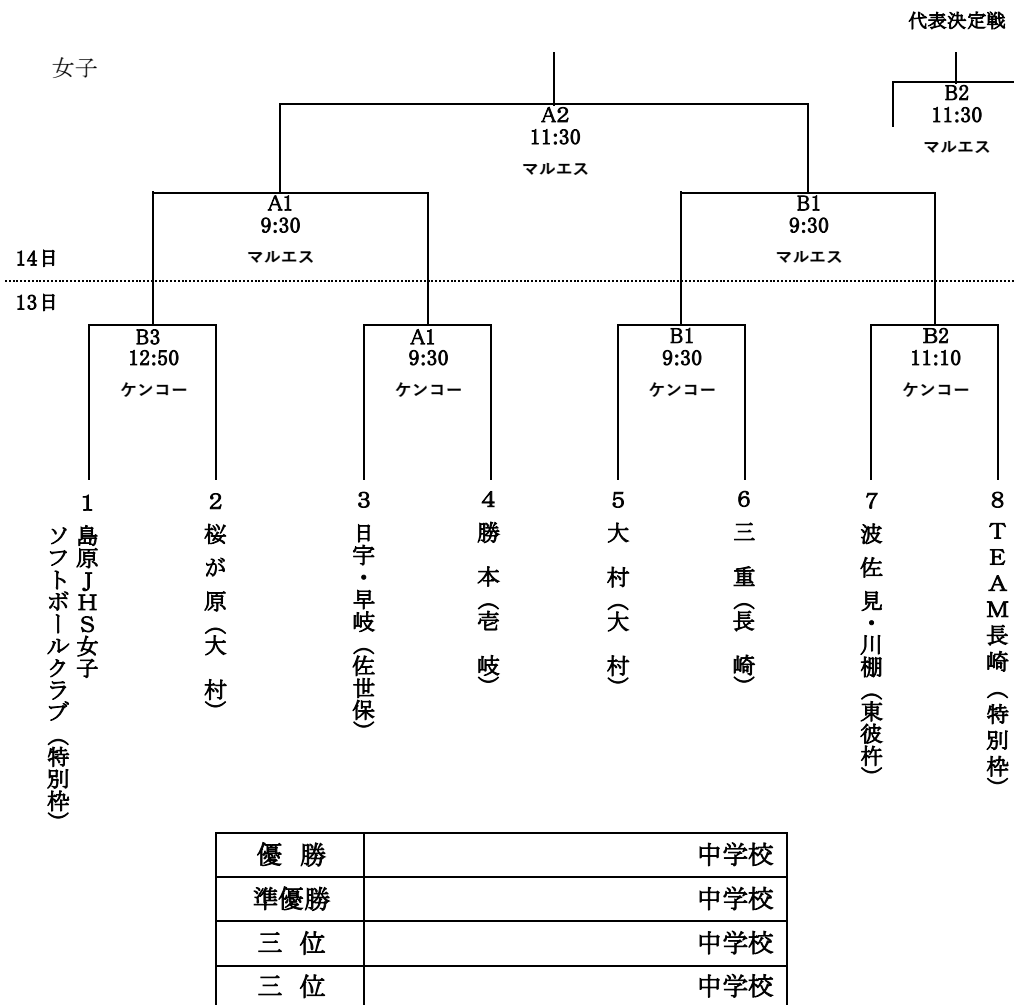 代表決定戦
女子
B2
11:30
マルエス
A2
11:30
マルエス
A1
9:30
マルエス
B1
9:30
マルエス
14日
13日
B3
12:50
ケンコー
A1
9:30
ケンコー
B1
9:30
ケンコー
B2
11:10
ケンコー
1
島原JHS女子
ソフトボールクラブ（特別枠）
2
桜が原（大　村）
3
日宇・早岐（佐世保）
4
勝　本（壱　岐）
5
大　村（大　村）
6
三　重（長　崎）
7
波佐見・川棚（東彼杵）
8
TEAM長崎（特別枠）
優　勝　中学校
準優勝　中学校
三　位　中学校
三　位　中学校